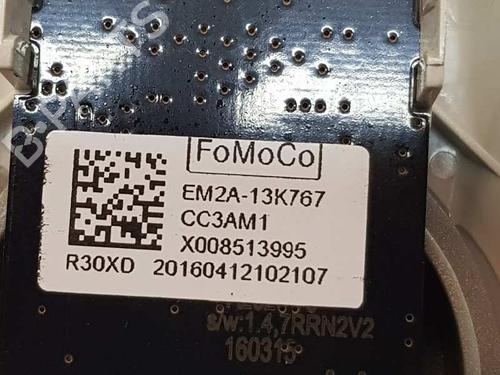 FoMoCo
EM2A-13K767
CC3AM1
X008513995
R30XD 20160412102107
s/w:1.4,7RRN2V2
160315